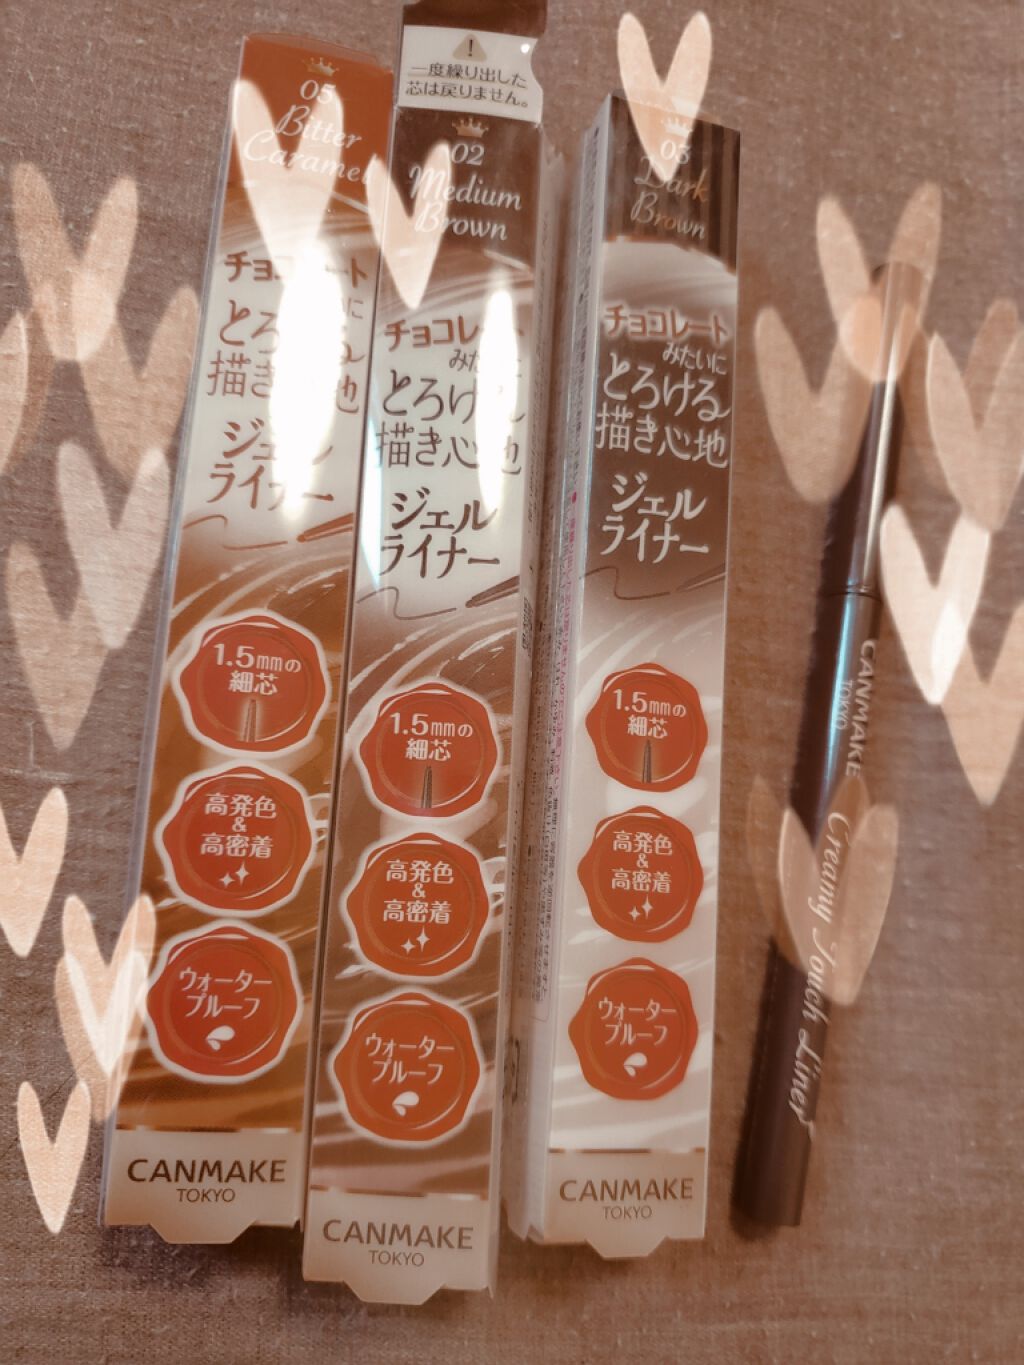 05
Bitter
Caramel
チョコレート
に
とろける
描き心地
ジェル
ライナー
1.5mmの
細芯
高発色
&
高密着
ウォーター
プルーフ
CANMAKE
TOKYO
!
一度繰り出した
芯は戻りません。
02
Medium
Brown
チョコレート
みたいに
とろける
描き心地
ジェル
ライナー
1.5mmの
細芯
高発色
&
高密着
ウォーター
プルーフ
CANMAKE
TOKYO
03
Dark
Brown
チョコレート
みたいに
とろける
描き心地
ジェル
ライナー
1.5mmの
細芯
高発色
&
高密着
ウォーター
プルーフ
CANMAKE
TOKYO
CANMAKE
TOKYO
Creamy Touch Liner